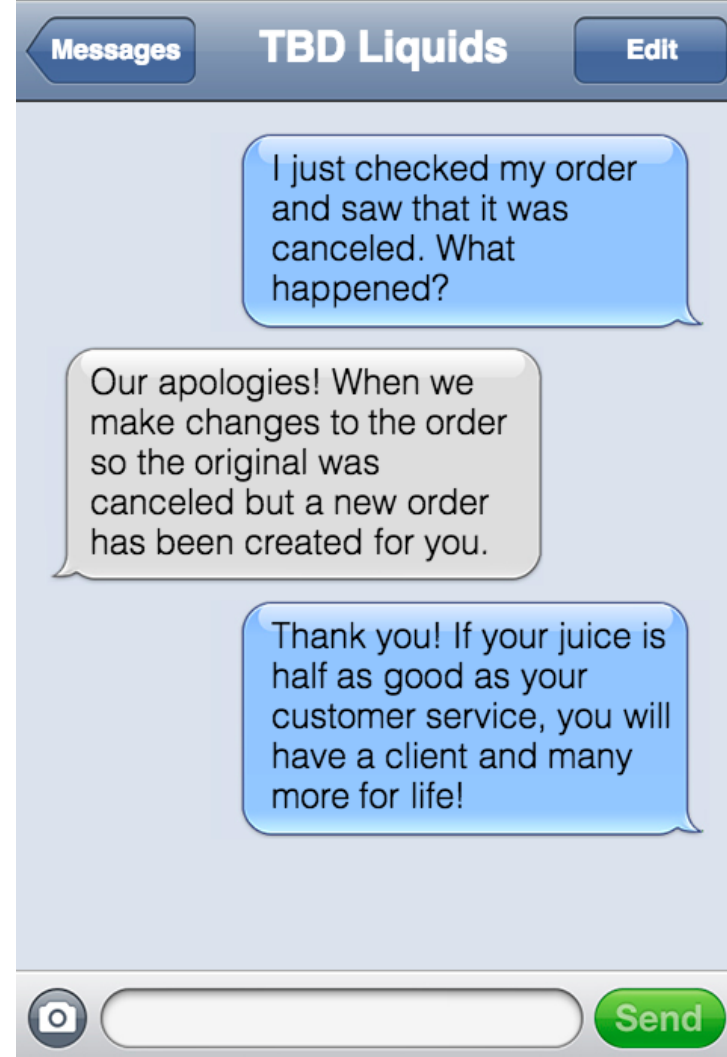 Messages
TBD Liquids
Edit
I just checked my order
and saw that it was
canceled. What
happened?
Our apologies! When we
make changes to the order
so the original was
canceled but a new order
has been created for you.
Thank you! If your juice is
half as good as your
customer service, you will
have a client and many
more for life!
Send